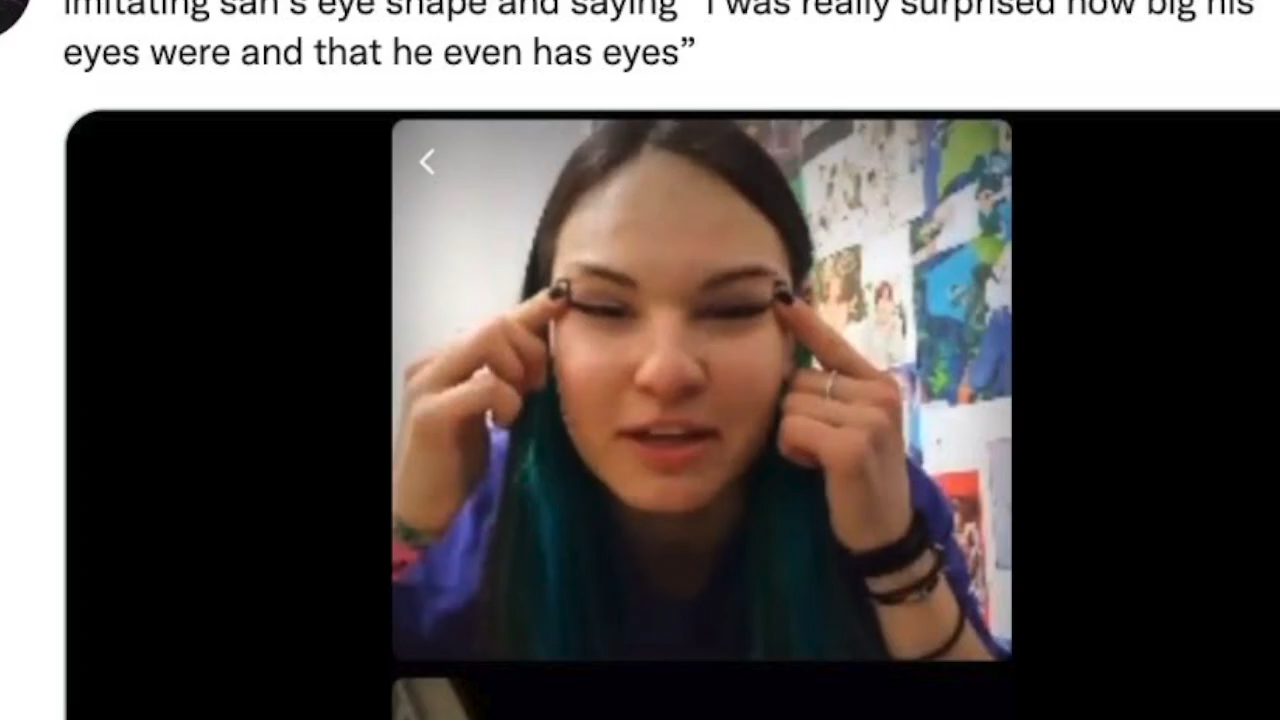 imitating san's eye shape and saying " i was really surprised how big his
eyes were and that he even has eyes”